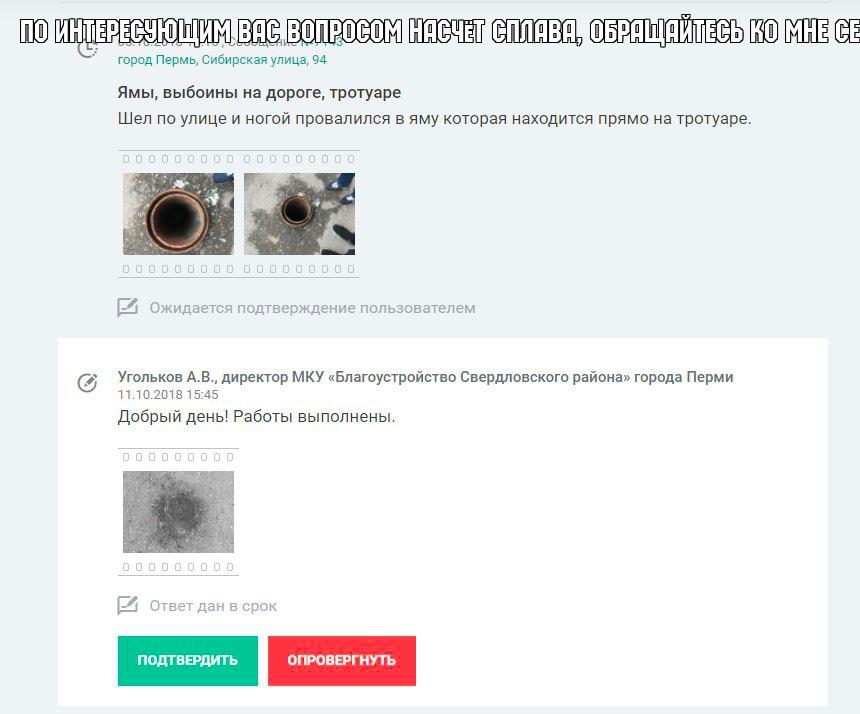 ПО ИНТЕРЕСУЮЩИМ ВАС ВОПРОСОМ НАСЧЁТ СПЛАВА, ОБРАЩАЙТЕСЬ КО МНЕ СЕ
город Пермь, Сибирская улица, 94
Ямы, выбоины на дороге, тротуаре
Шел по улице и ногой провалился в яму которая находится прямо на тротуаре.
Ожидается подтверждение пользователем
Угольков А.В., директор МКУ «Благоустройство Свердловского района» города Перми
11.10.2018 15:45
Добрый день! Работы выполнены.
Ответ дан в срок
ПОДТВЕРДИТЬ
ОПРОВЕРГНУТЬ